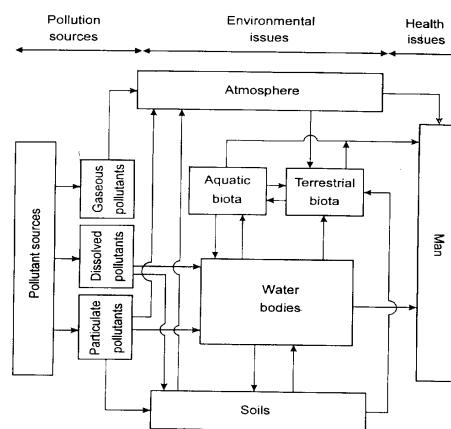 Pollution
sources
Environmental
issues
Health
issues
Atmosphere
Pollutant sources
Gaseous
pollutants
Aquatic
biota
Terrestrial
biota
Man
Dissolved
pollutants
Water
bodies
Particulate
pollutants
Soils